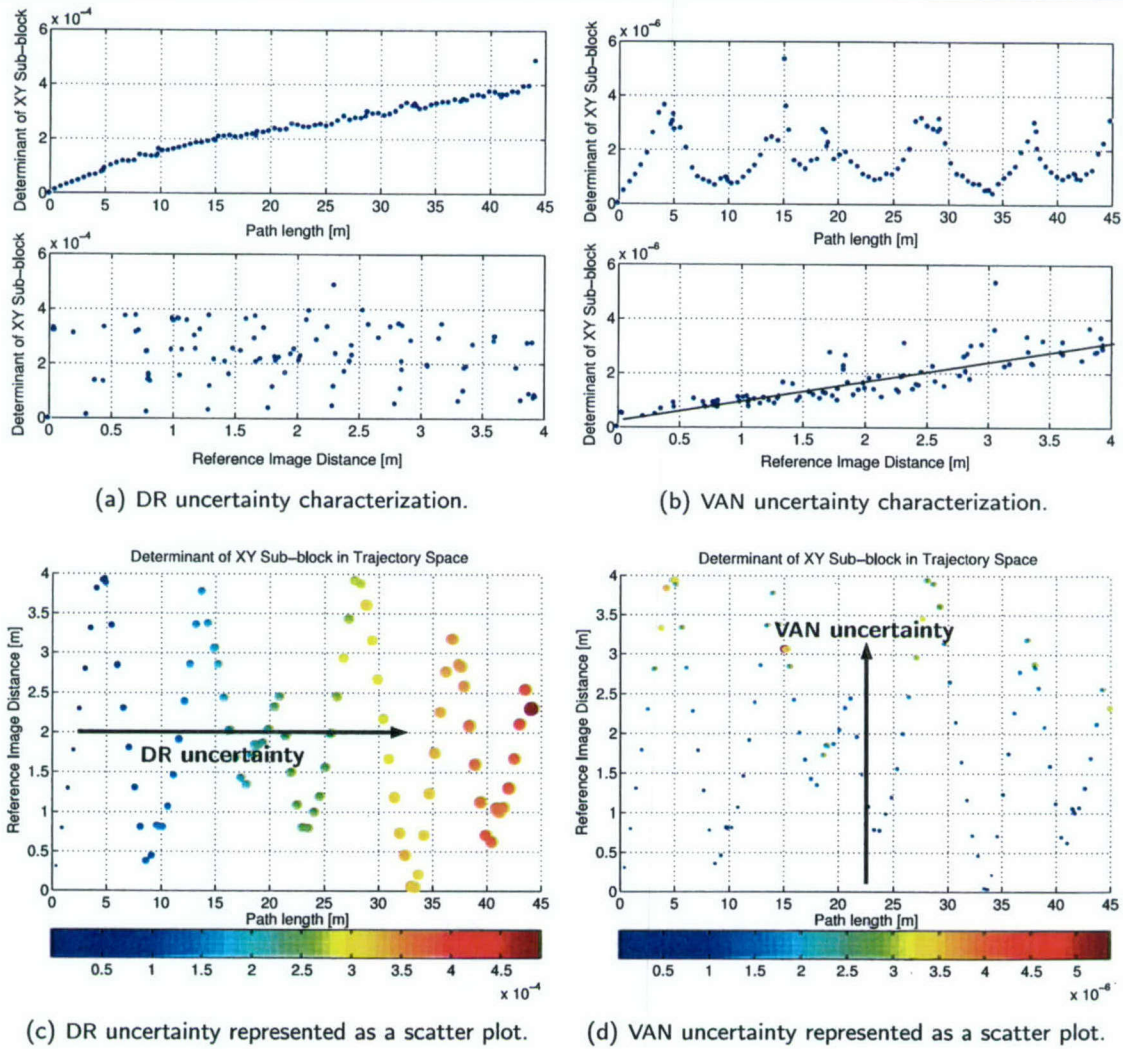 x 10⁻⁴
Determinant of XY Sub-block
6
4
2
0
0 5 10 15 20 25 30 35 40 45
Path length [m]
x 10⁻⁴
Determinant of XY Sub-block
6
4
2
0
0 0.5 1 1.5 2 2.5 3 3.5 4
Reference Image Distance [m]
(a) DR uncertainty characterization.
x 10⁻⁶
Determinant of XY Sub-block
6
4
2
0
0 5 10 15 20 25 30 35 40 45
Path length [m]
x 10⁻⁶
Determinant of XY Sub-block
6
4
2
0
0 0.5 1 1.5 2 2.5 3 3.5 4
Reference Image Distance [m]
(b) VAN uncertainty characterization.
Determinant of XY Sub-block in Trajectory Space
Reference Image Distance [m]
4
3.5
3
2.5
2
1.5
1
0.5
0
DR uncertainty
0 5 10 15 20 25 30 35 40 45
Path length [m]
0.5 1 1.5 2 2.5 3 3.5 4 4.5
x 10⁻⁴
(c) DR uncertainty represented as a scatter plot.
Determinant of XY Sub-block in Trajectory Space
Reference Image Distance [m]
4
3.5
3
2.5
2
1.5
1
0.5
0
VAN uncertainty
0 5 10 15 20 25 30 35 40 45
Path length [m]
0.5 1 1.5 2 2.5 3 3.5 4 4.5 5
x 10⁻⁶
(d) VAN uncertainty represented as a scatter plot.